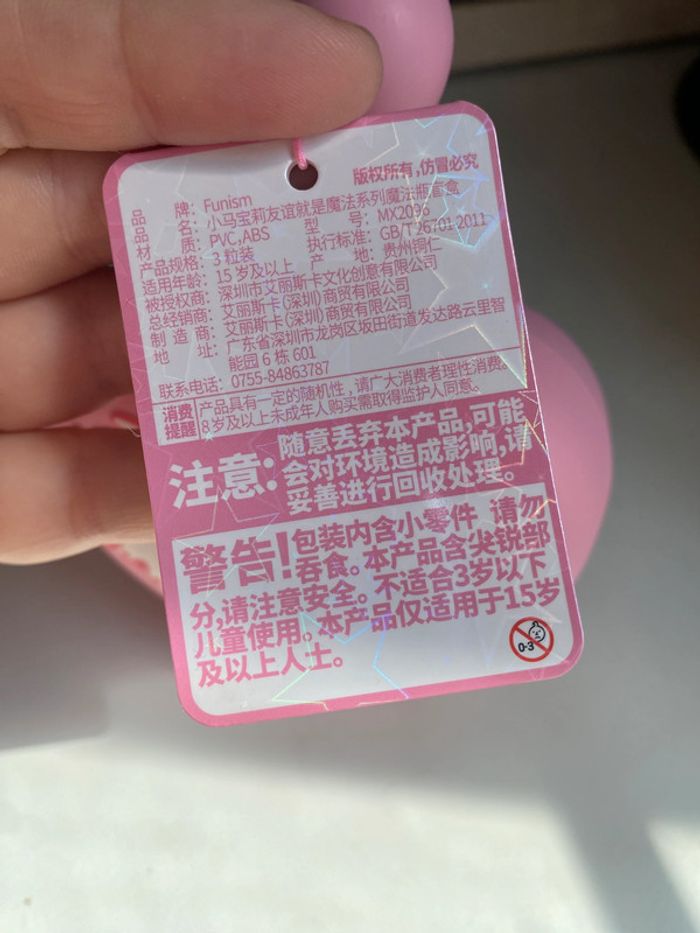 版权所有,仿冒必究
品 牌：Funism
品 名：小马宝莉友谊就是魔法系列魔法瓶盲盒
材 质：PVC,ABS 型 号：MX2096
产品规格：3粒装 执行标准：GB/T 26701-2011
适用年龄：15岁及以上 产 地：贵州铜仁
被授权商：深圳市艾丽斯卡文化创意有限公司
总经销商：艾丽斯卡(深圳)商贸有限公司
制 造 商：艾丽斯卡(深圳)商贸有限公司
地 址：广东省深圳市龙岗区坂田街道发达路云里智
能园6栋601
联系电话：0755-84863787
消费
提醒
产品具有一定的随机性，请广大消费者理性消费。
8岁及以上未成年人购买需取得监护人同意。
注意:
随意丢弃本产品,可能
会对环境造成影响,请
妥善进行回收处理。
警告!包装内含小零件 请勿
吞食。本产品含尖锐部
分,请注意安全。不适合3岁以下
儿童使用。本产品仅适用于15岁
及以上人士。
0-3